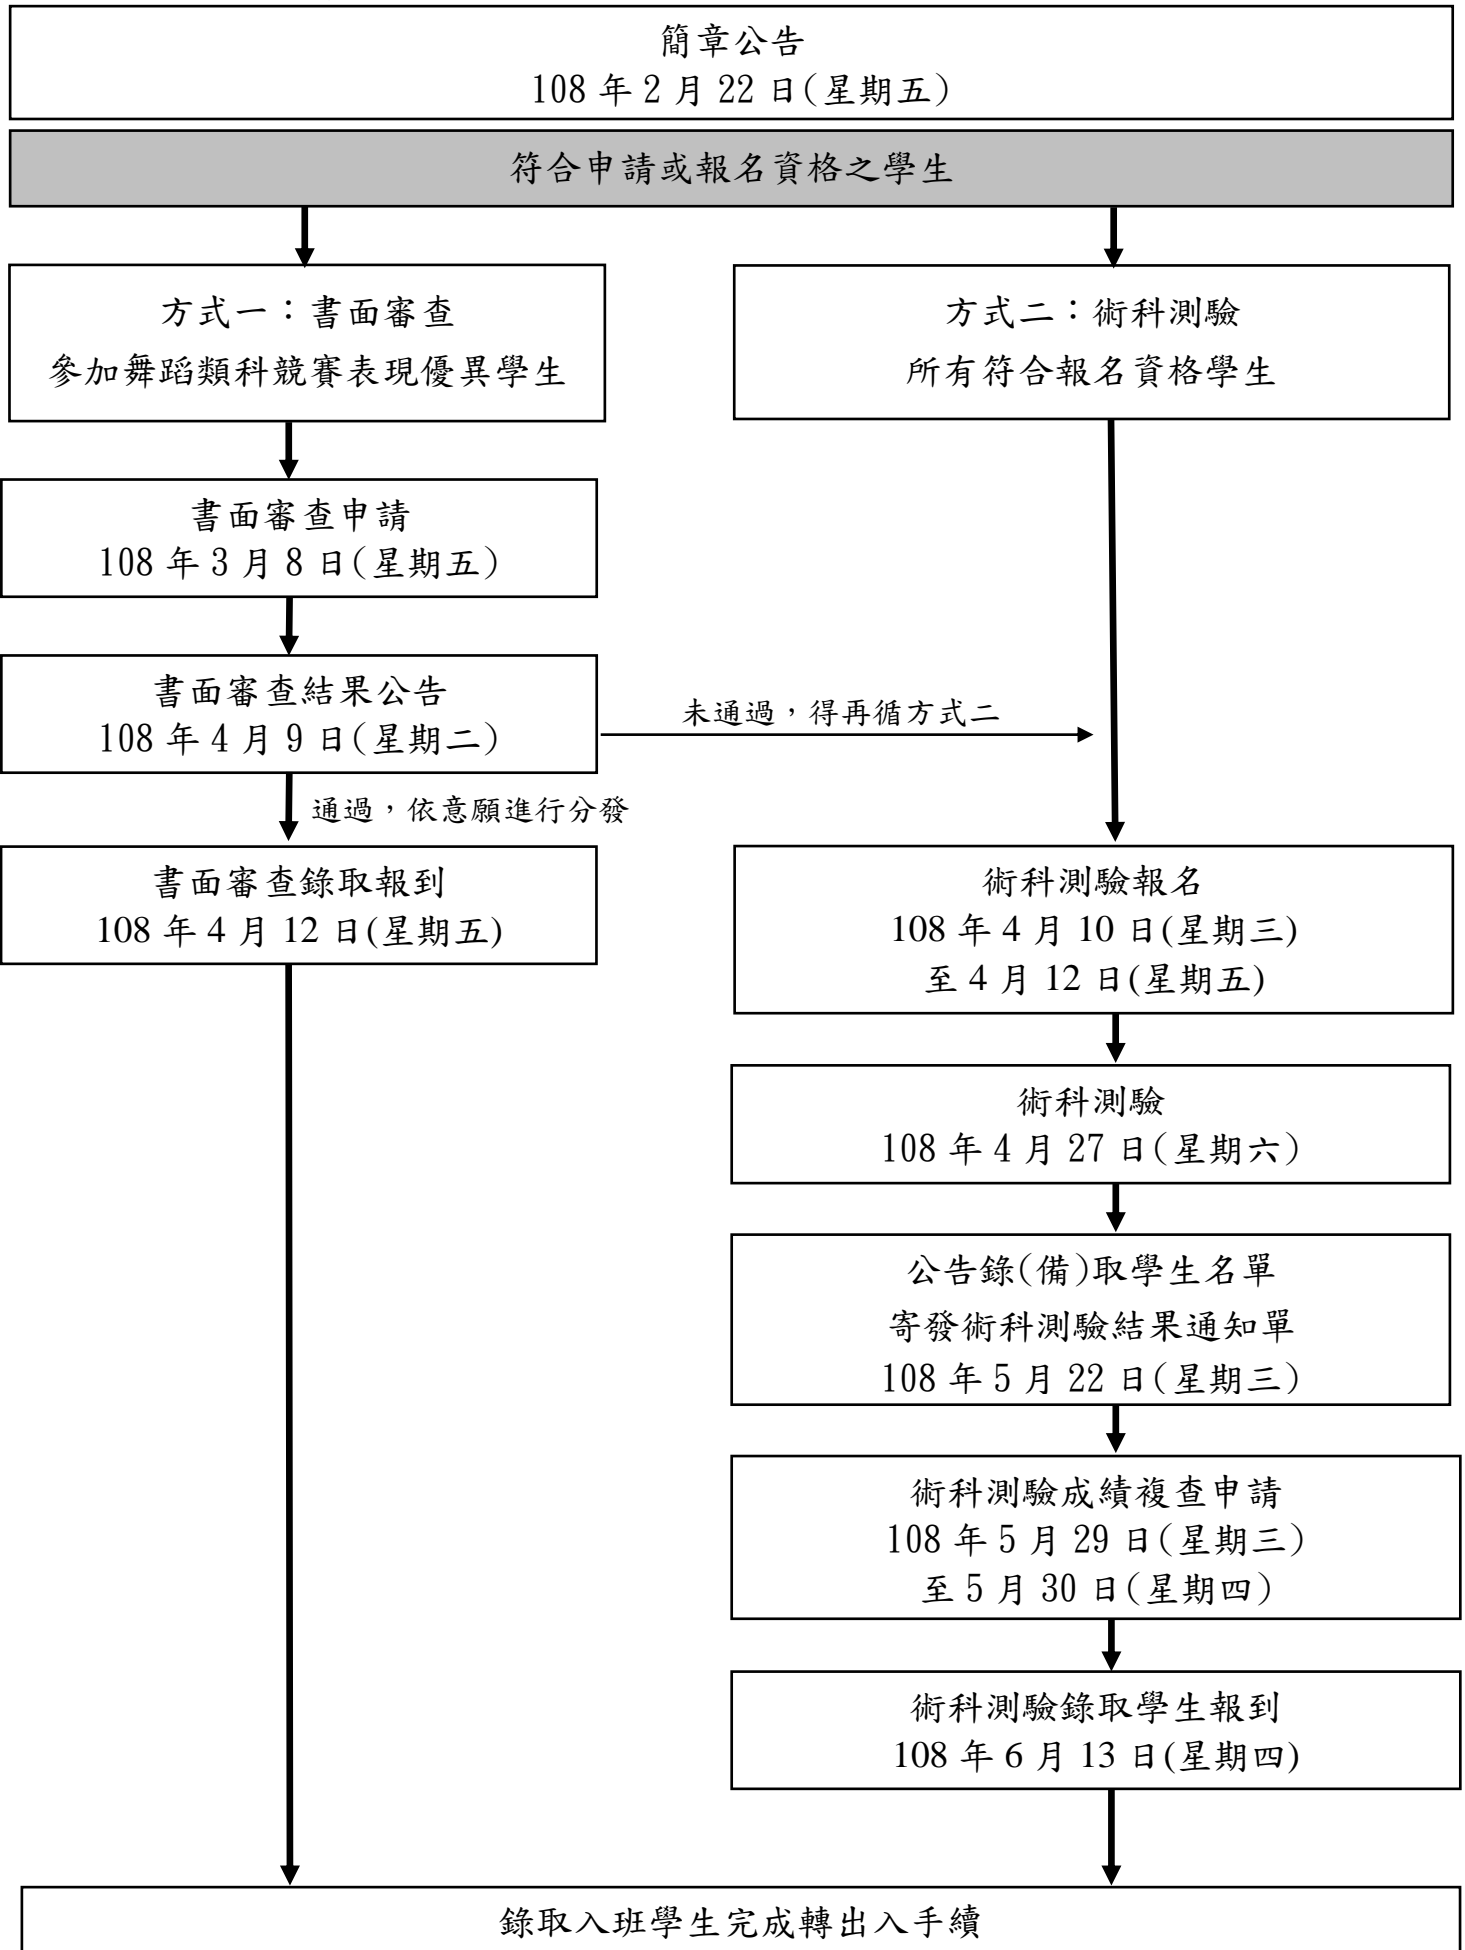 簡章公告
108 年 2 月 22 日(星期五)
符合申請或報名資格之學生
方式一：書面審查
參加舞蹈類科競賽表現優異學生
方式二：術科測驗
所有符合報名資格學生
書面審查申請
108 年 3 月 8 日(星期五)
書面審查結果公告
108 年 4 月 9 日(星期二)
未通過，得再循方式二
通過，依意願進行分發
書面審查錄取報到
108 年 4 月 12 日(星期五)
術科測驗報名
108 年 4 月 10 日(星期三)
至 4 月 12 日(星期五)
術科測驗
108 年 4 月 27 日(星期六)
公告錄(備)取學生名單
寄發術科測驗結果通知單
108 年 5 月 22 日(星期三)
術科測驗成績複查申請
108 年 5 月 29 日(星期三)
至 5 月 30 日(星期四)
術科測驗錄取學生報到
108 年 6 月 13 日(星期四)
錄取入班學生完成轉出入手續